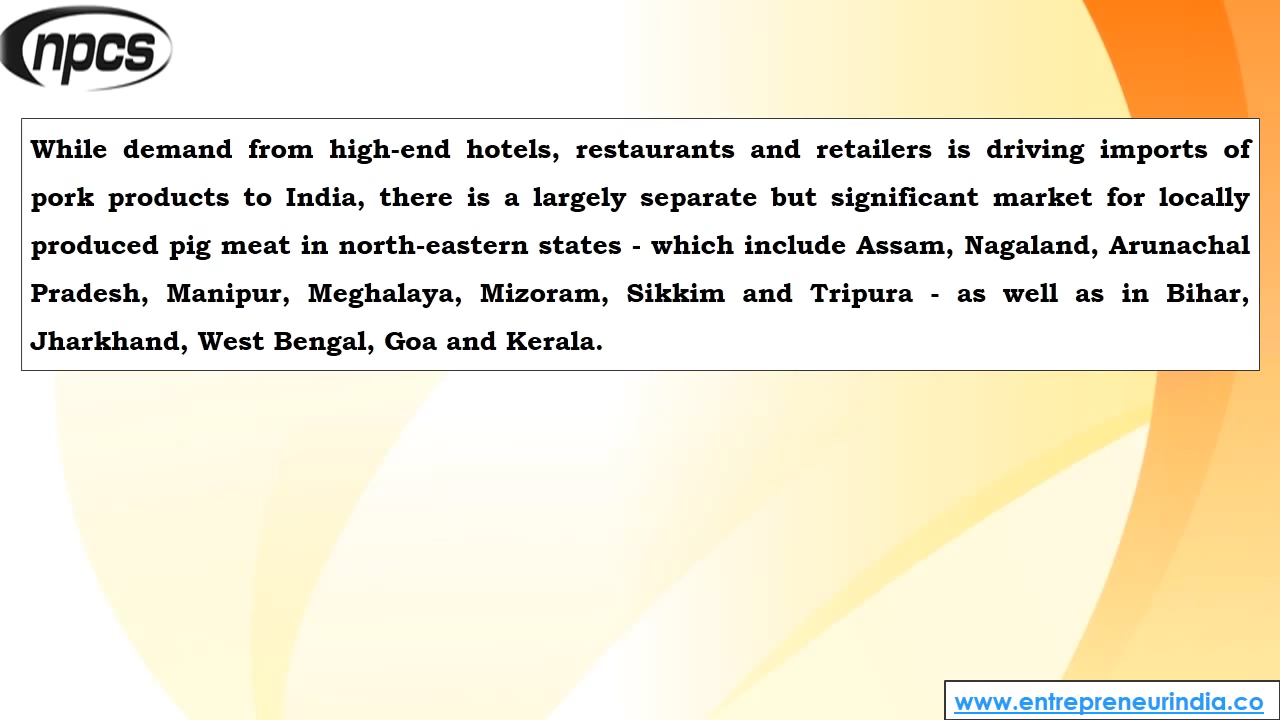 npcs
While demand from high-end hotels, restaurants and retailers is driving imports of
pork products to India, there is a largely separate but significant market for locally
produced pig meat in north-eastern states - which include Assam, Nagaland, Arunachal
Pradesh, Manipur, Meghalaya, Mizoram, Sikkim and Tripura - as well as in Bihar,
Jharkhand, West Bengal, Goa and Kerala.
www.entrepreneurindia.co